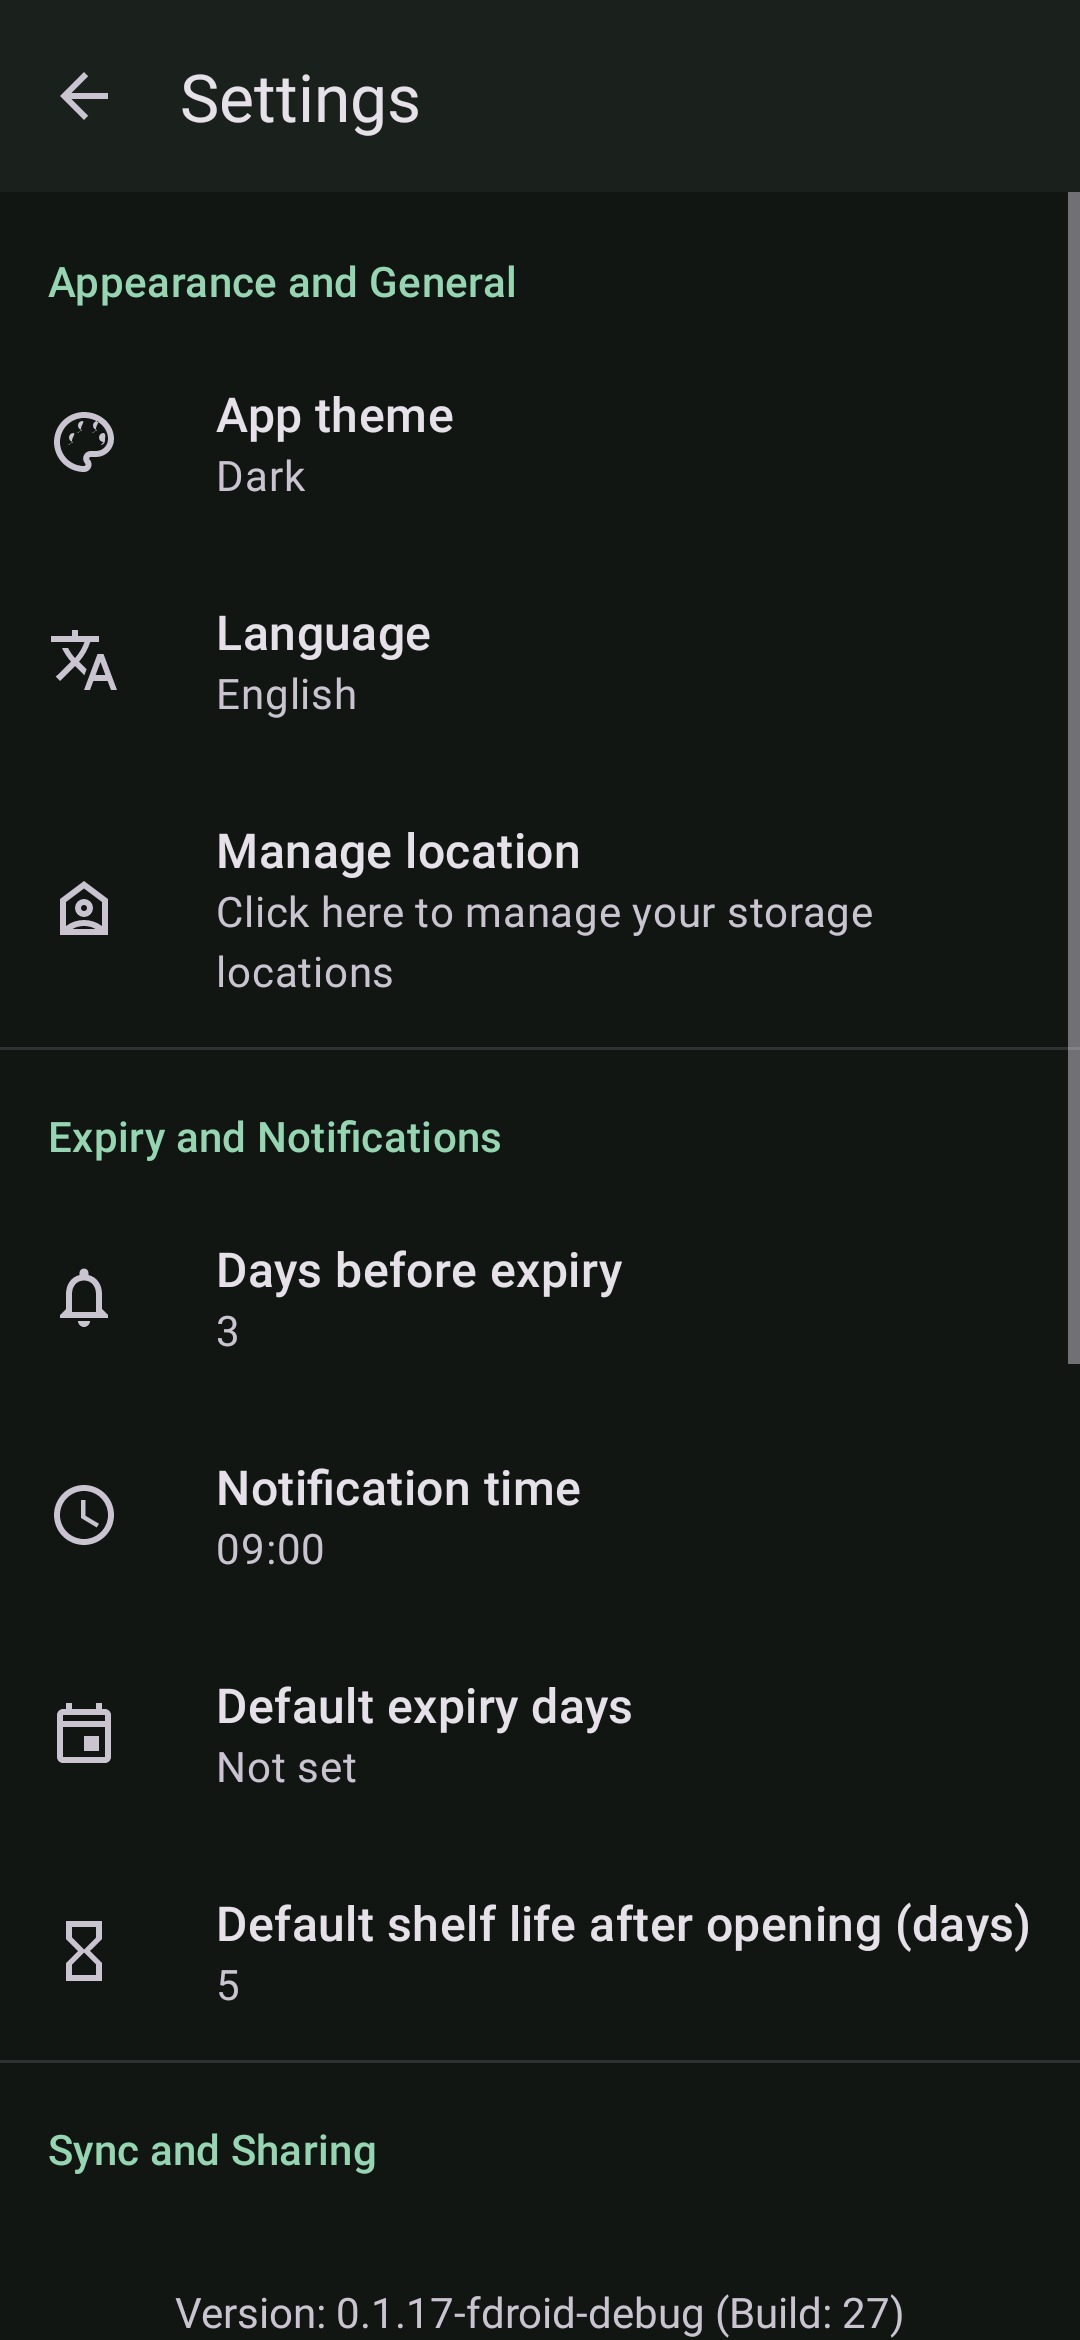 Settings
Appearance and General
App theme
Dark
Language
English
Manage location
Click here to manage your storage
locations
Expiry and Notifications
Days before expiry
3
Notification time
09:00
Default expiry days
Not set
Default shelf life after opening (days)
5
Sync and Sharing
Version: 0.1.17-fdroid-debug (Build: 27)